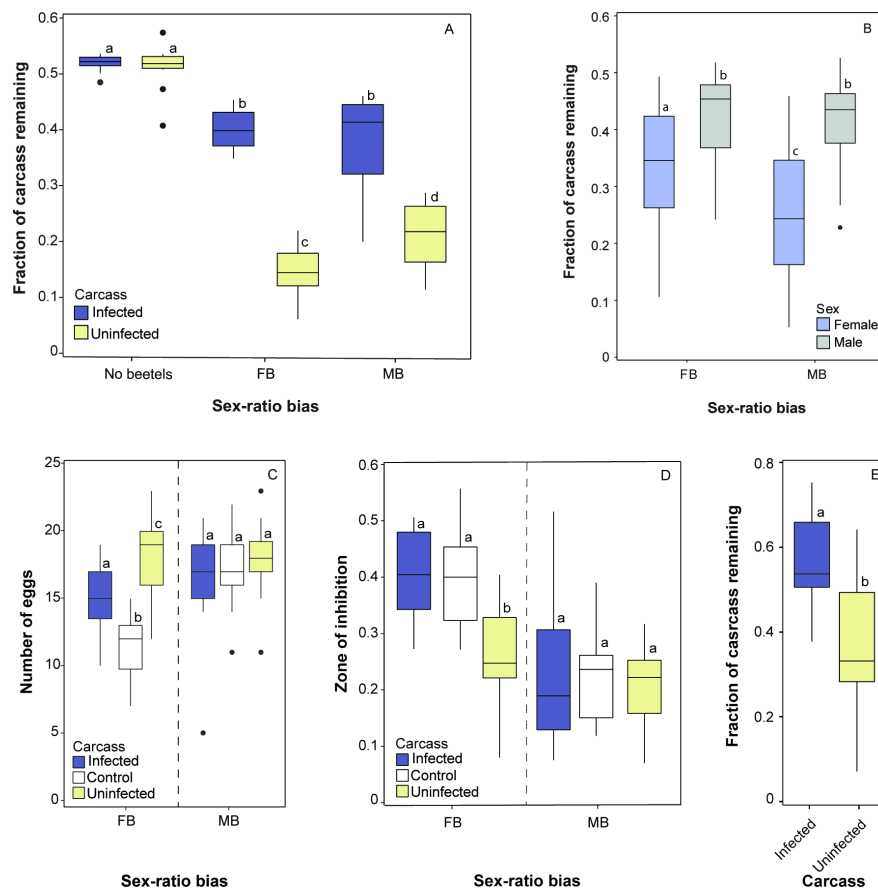 A
Fraction of carcass remaining
0.6
0.5
0.4
0.3
0.2
0.1
0
a
a
b
c
b
d
Carcass
Infected
Uninfected
No beetels
FB
MB
Sex-ratio bias
B
Fraction of carcass remaining
0.6
0.5
0.4
0.3
0.2
0.1
0
a
b
c
b
Sex
Female
Male
FB
MB
Sex-ratio bias
C
Number of eggs
25
20
15
10
5
0
a
b
c
a
a
a
Carcass
Infected
Control
Uninfected
FB
MB
Sex-ratio bias
D
Zone of inhibition
0.6
0.5
0.4
0.3
0.2
0.1
0
a
a
b
a
a
a
Carcass
Infected
Control
Uninfected
FB
MB
Sex-ratio bias
E
Fraction of casrcass remaining
0.8
0.6
0.4
0.2
0
a
b
Infected
Uninfected
Carcass